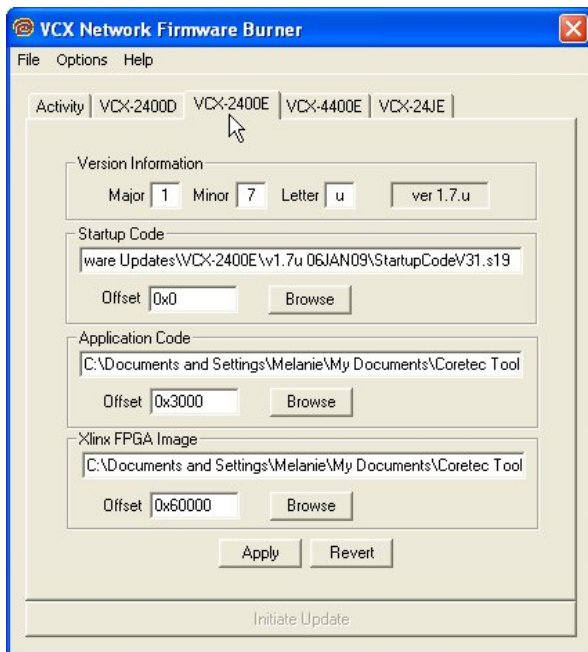 VCX Network Firmware Burner
File Options Help
Activity VCX-2400D VCX-2400E VCX-4400E VCX-24JE
Version Information
Major 1 Minor 7 Letter u ver 1.7.u
Startup Code
ware Updates\VCX-2400E\v1.7u 06JAN09\StartupCodeV31.s19
Offset 0x0 Browse
Application Code
C:\Documents and Settings\Melanie\My Documents\Coretec Tool
Offset 0x3000 Browse
Xlinx FPGA Image
C:\Documents and Settings\Melanie\My Documents\Coretec Tool
Offset 0x60000 Browse
Apply Revert
Initiate Update